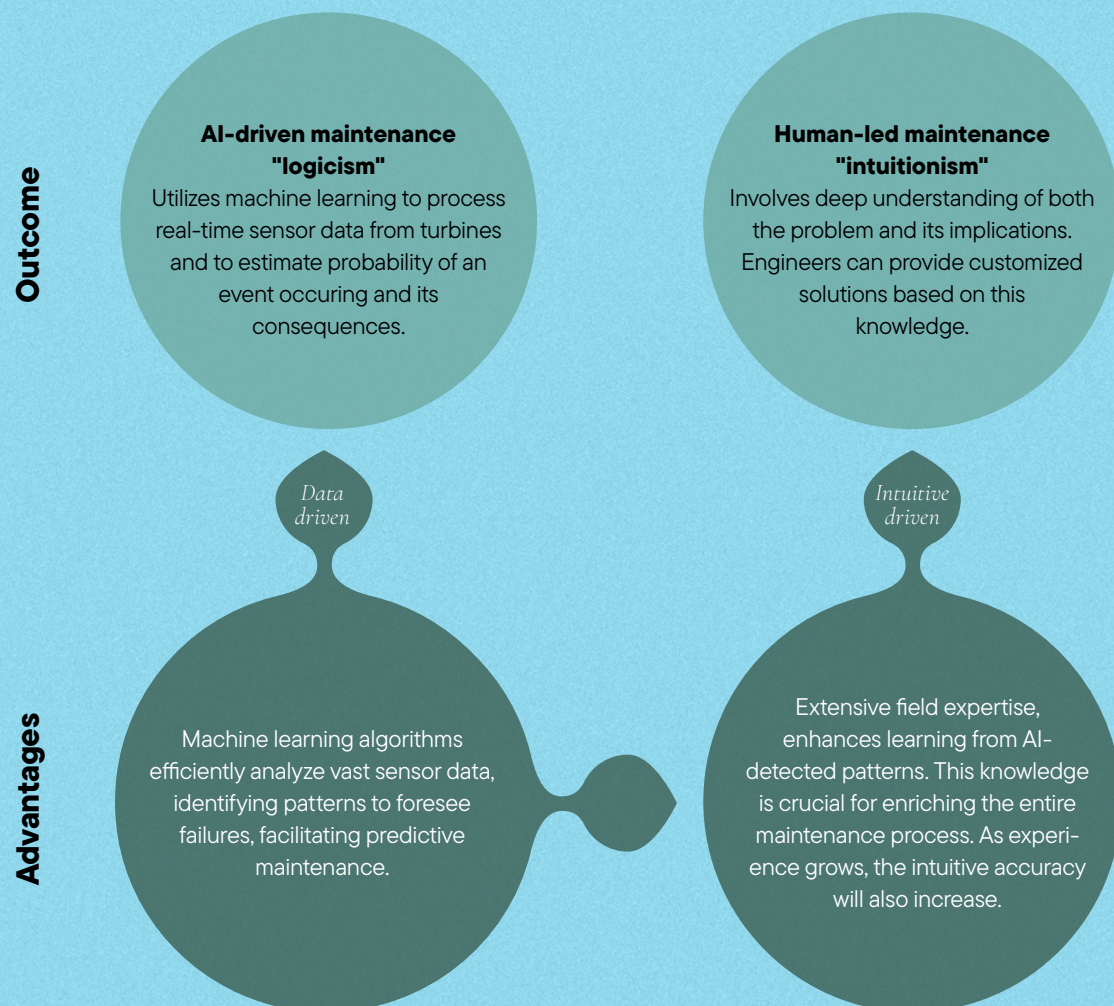 Outcome
AI-driven maintenance
"logicism"
Utilizes machine learning to process
real-time sensor data from turbines
and to estimate probability of an
event occuring and its
consequences.
Human-led maintenance
"intuitionism"
Involves deep understanding of both
the problem and its implications.
Engineers can provide customized
solutions based on this
knowledge.
Data
driven
Intuitive
driven
Advantages
Machine learning algorithms
efficiently analyze vast sensor data,
identifying patterns to foresee
failures, facilitating predictive
maintenance.
Extensive field expertise,
enhances learning from AI-
detected patterns. This knowledge
is crucial for enriching the entire
maintenance process. As experi-
ence grows, the intuitive accuracy
will also increase.